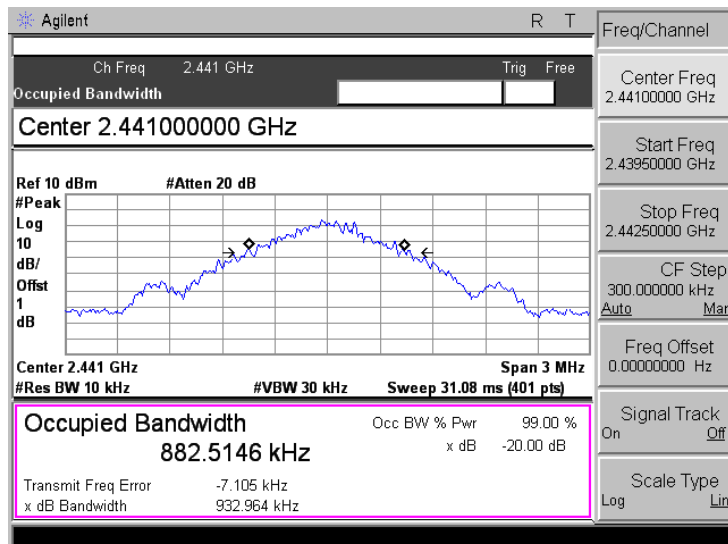 Agilent R T
Ch Freq 2.441 GHz Trig Free
Occupied Bandwidth
Center 2.441000000 GHz
Ref 10 dBm #Atten 20 dB
#Peak
Log
10
dB/
Offst
1
dB
Center 2.441 GHz Span 3 MHz
#Res BW 10 kHz #VBW 30 kHz Sweep 31.08 ms (401 pts)
Occupied Bandwidth Occ BW % Pwr 99.00 %
882.5146 kHz x dB -20.00 dB
Transmit Freq Error -7.105 kHz
x dB Bandwidth 932.964 kHz
Freq/Channel
Center Freq
2.44100000 GHz
Start Freq
2.43950000 GHz
Stop Freq
2.44250000 GHz
CF Step
300.000000 kHz
Auto Man
Freq Offset
0.00000000 Hz
Signal Track
On Off
Scale Type
Log Lin